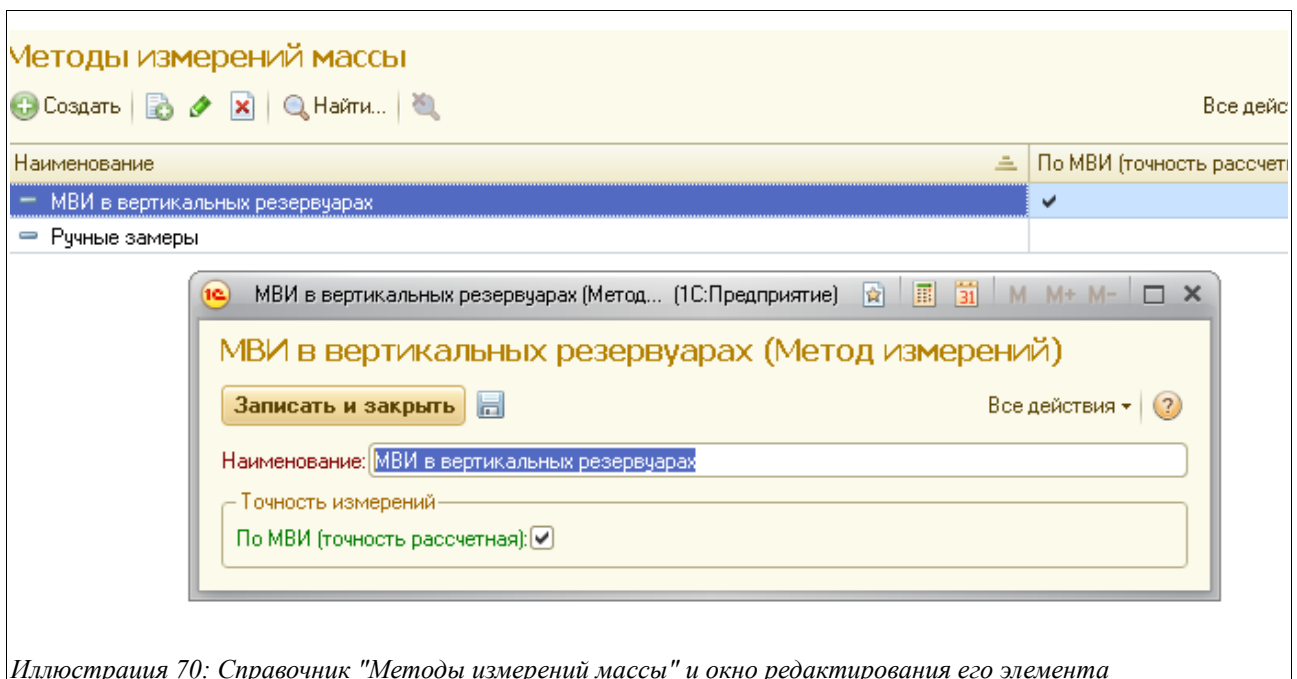 Методы измерений массы
Создать Найти... Все дейс
Наименование По МВИ (точность рассчет
МВИ в вертикальных резервуарах
Ручные замеры
1С МВИ в вертикальных резервуарах (Метод... (1С:Предприятие) 31 M M+ M-
МВИ в вертикальных резервуарах (Метод измерений)
Записать и закрыть Все действия ?
Наименование: МВИ в вертикальных резервуарах
Точность измерений
По МВИ (точность рассчетная):
Иллюстрация 70: Справочник "Методы измерений массы" и окно редактирования его элемента